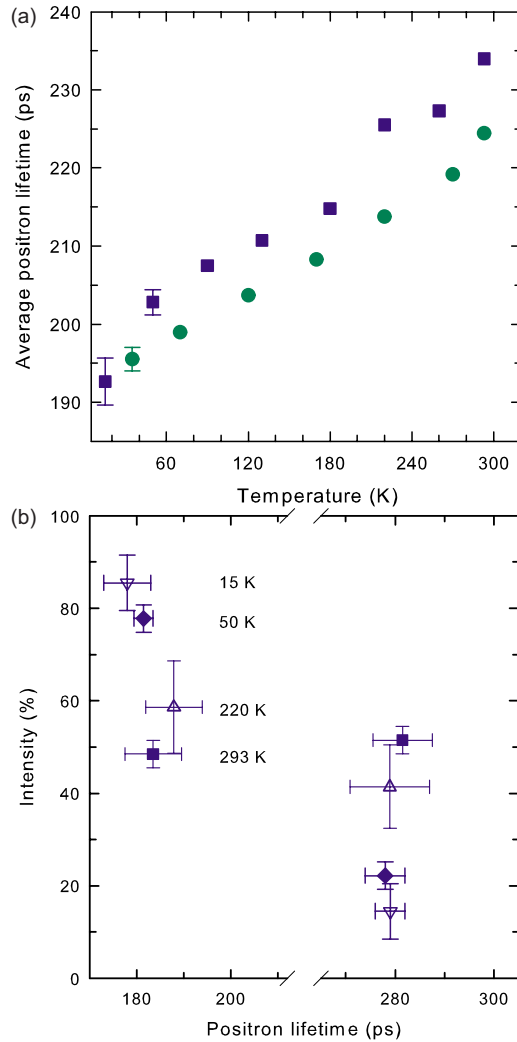 (a)
240
230
220
210
200
190
Average positron lifetime (ps)
60 120 180 240 300
Temperature (K)
(b)
100
80
60
40
20
0
Intensity (%)
15 K
50 K
220 K
293 K
180 200 280 300
Positron lifetime (ps)